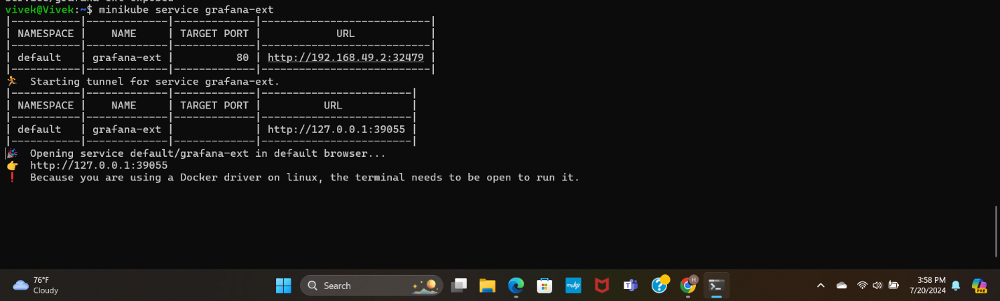 service/grafana-ext exposed
vivek@Vivek:~$ minikube service grafana-ext
|-----------|-------------|-------------|---------------------------|
| NAMESPACE |    NAME     | TARGET PORT |            URL            |
|-----------|-------------|-------------|---------------------------|
| default   | grafana-ext |          80 | http://192.168.49.2:32479 |
|-----------|-------------|-------------|---------------------------|
🏃  Starting tunnel for service grafana-ext.
|-----------|-------------|-------------|------------------------|
| NAMESPACE |    NAME     | TARGET PORT |          URL           |
|-----------|-------------|-------------|------------------------|
| default   | grafana-ext |             | http://127.0.0.1:39055 |
|-----------|-------------|-------------|------------------------|
🎉  Opening service default/grafana-ext in default browser...
👉  http://127.0.0.1:39055
❗  Because you are using a Docker driver on linux, the terminal needs to be open to run it.
76°F
Cloudy
Search
myhp
H
3:58 PM
7/20/2024
PRE